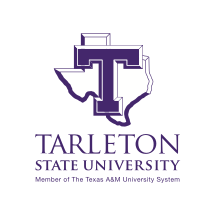 T
TARLETON
STATE UNIVERSITY
Member of The Texas A&M University System